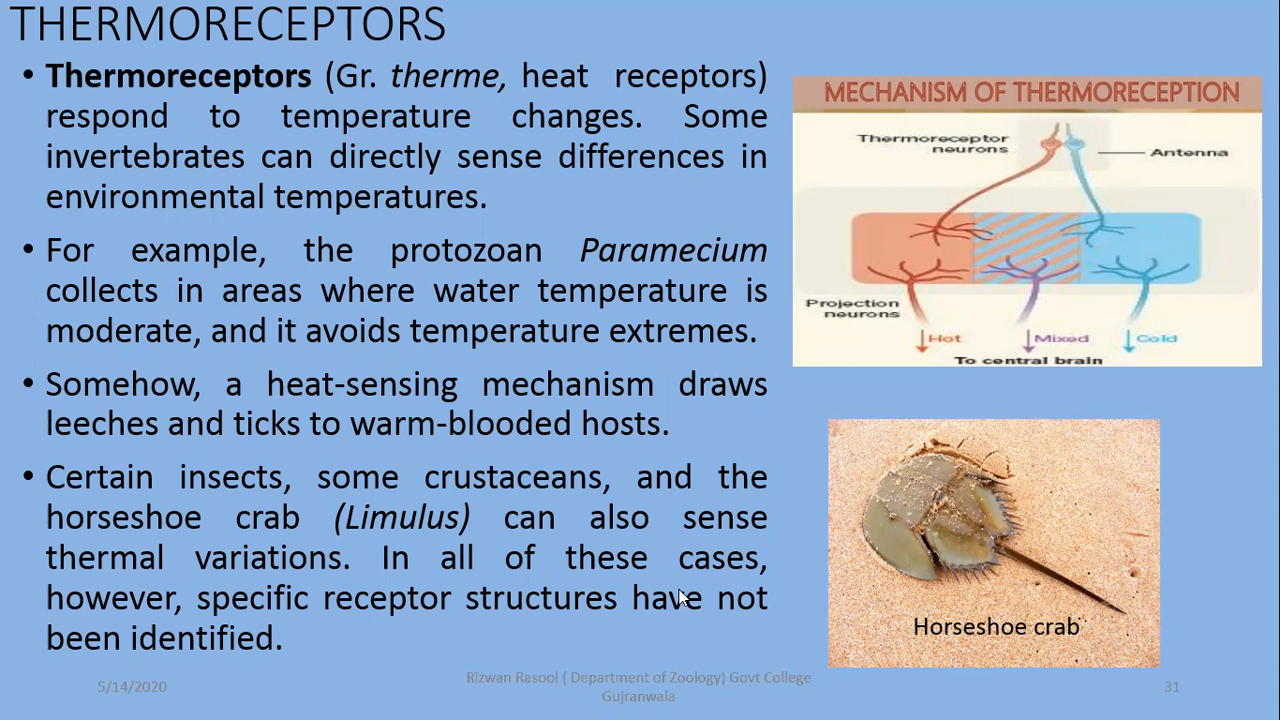 THERMORECEPTORS
• Thermoreceptors (Gr. therme, heat receptors)
respond to temperature changes. Some
invertebrates can directly sense differences in
environmental temperatures.
• For example, the protozoan Paramecium
collects in areas where water temperature is
moderate, and it avoids temperature extremes.
• Somehow, a heat-sensing mechanism draws
leeches and ticks to warm-blooded hosts.
• Certain insects, some crustaceans, and the
horseshoe crab (Limulus) can also sense
thermal variations. In all of these cases,
however, specific receptor structures have not
been identified.
MECHANISM OF THERMORECEPTION
Thermoreceptor
neurons
Antenna
Projection
neurons
Hot
Mixed
Cold
To central brain
Horseshoe crab
5/14/2020
Rizwan Rasool ( Department of Zoology) Govt College
Gujranwala
31